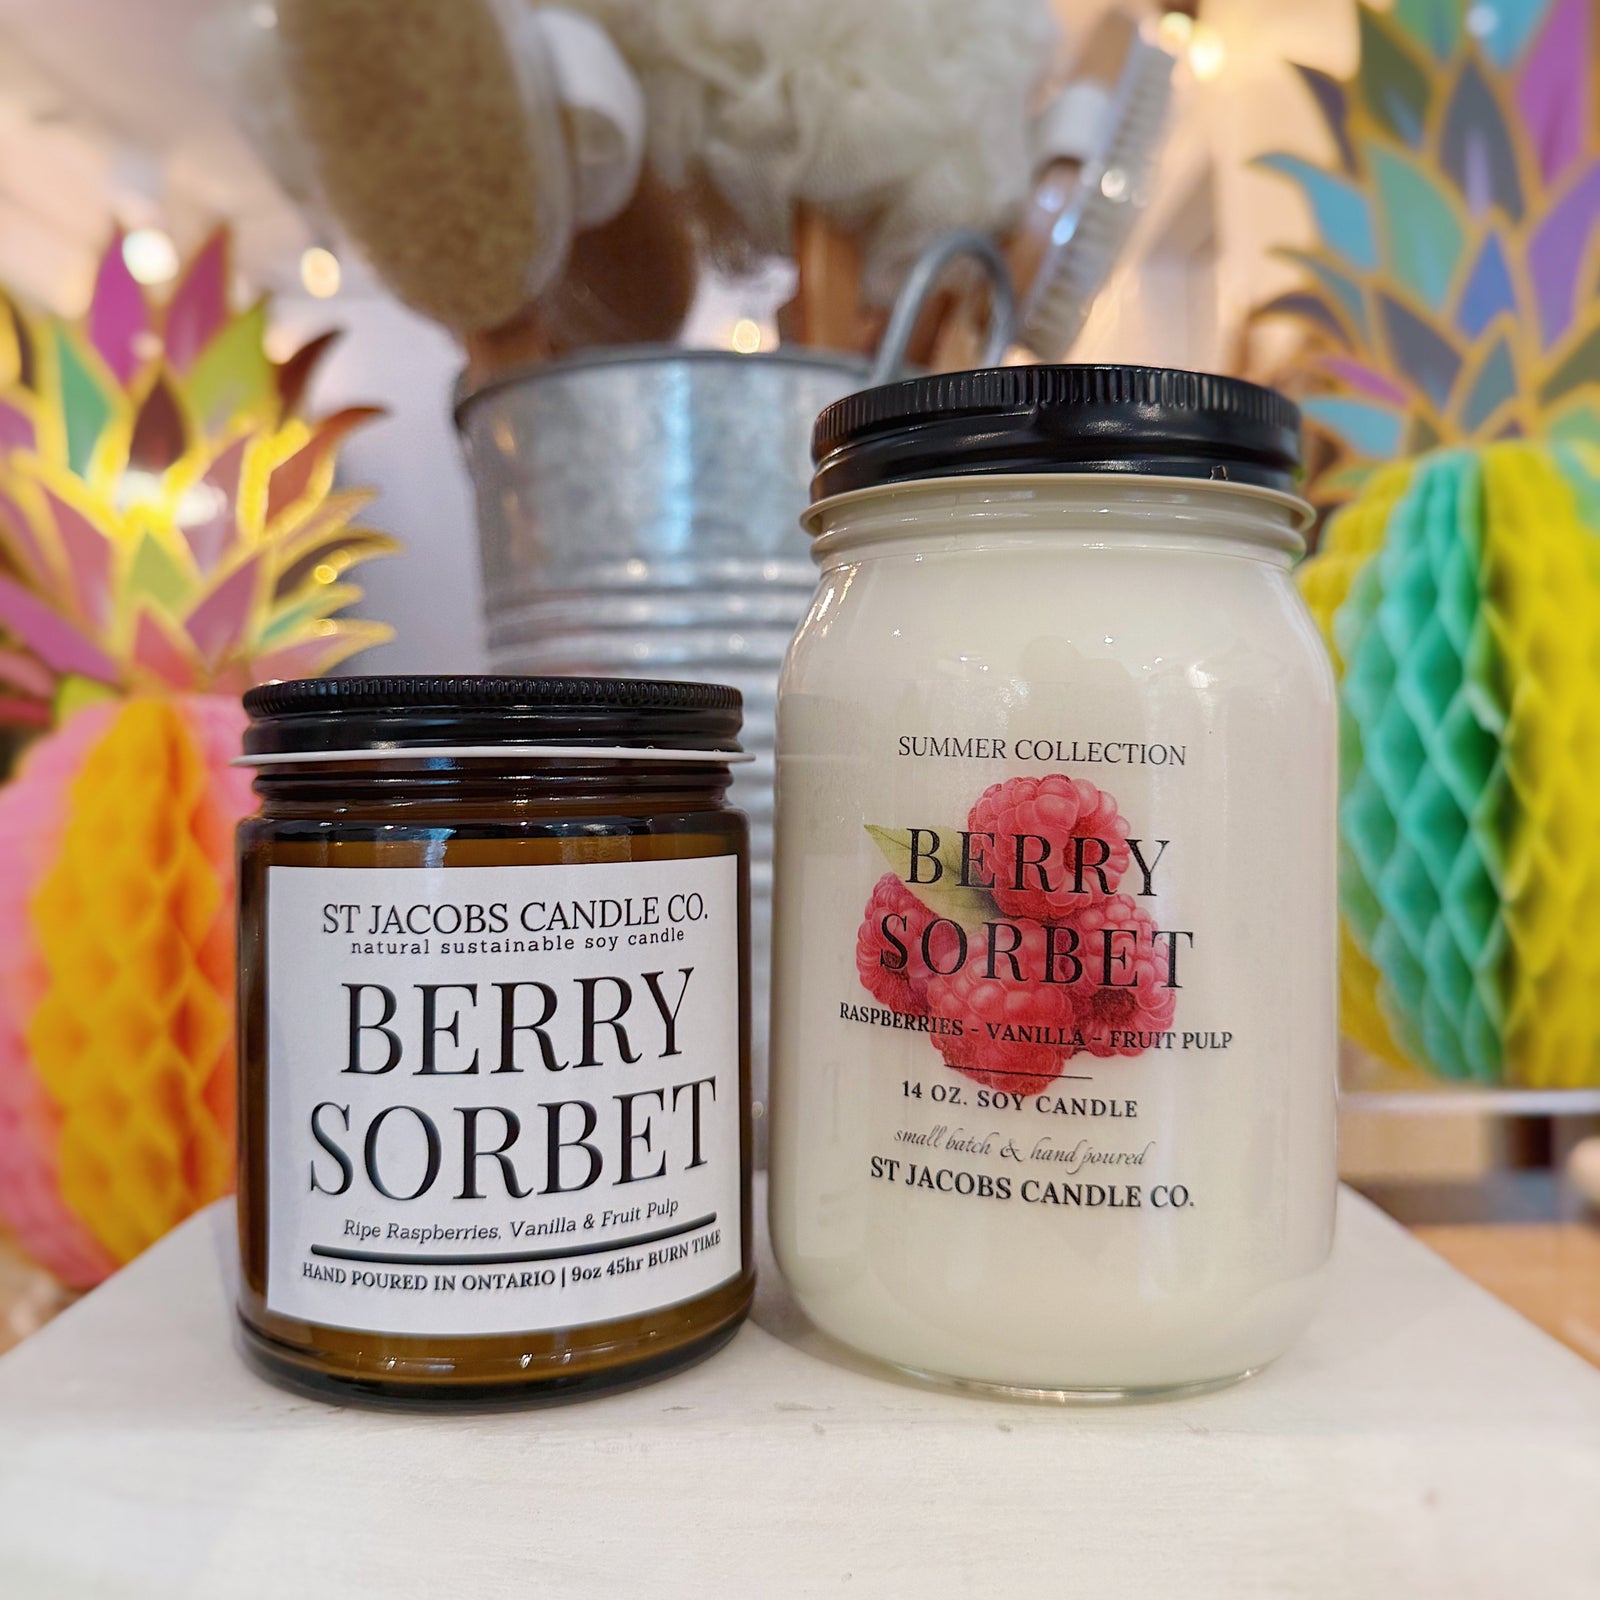 ST JACOBS CANDLE CO.
natural sustainable soy candle
BERRY
SORBET
Ripe Raspberries, Vanilla & Fruit Pulp
HAND POURED IN ONTARIO | 9oz 45hr BURN TIME
SUMMER COLLECTION
BERRY
SORBET
RASPBERRIES - VANILLA - FRUIT PULP
14 OZ. SOY CANDLE
small batch & hand poured
ST JACOBS CANDLE CO.